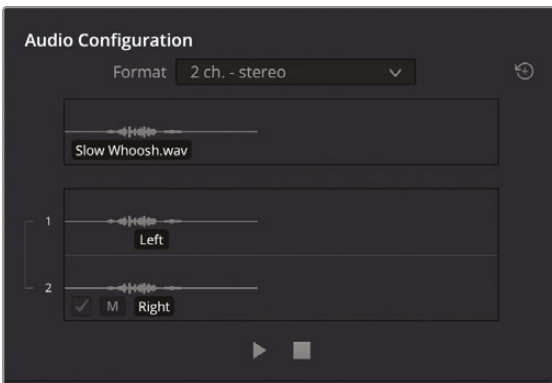 Audio Configuration
Format 2 ch. - stereo
Slow Whoosh.wav
1
Left
2
M Right